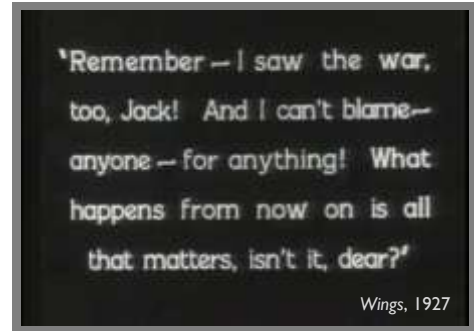 ‘Remember — I saw the war,
too, Jack! And I can't blame—
anyone — for anything! What
happens from now on is all
that matters, isn't it, dear?’
Wings, 1927